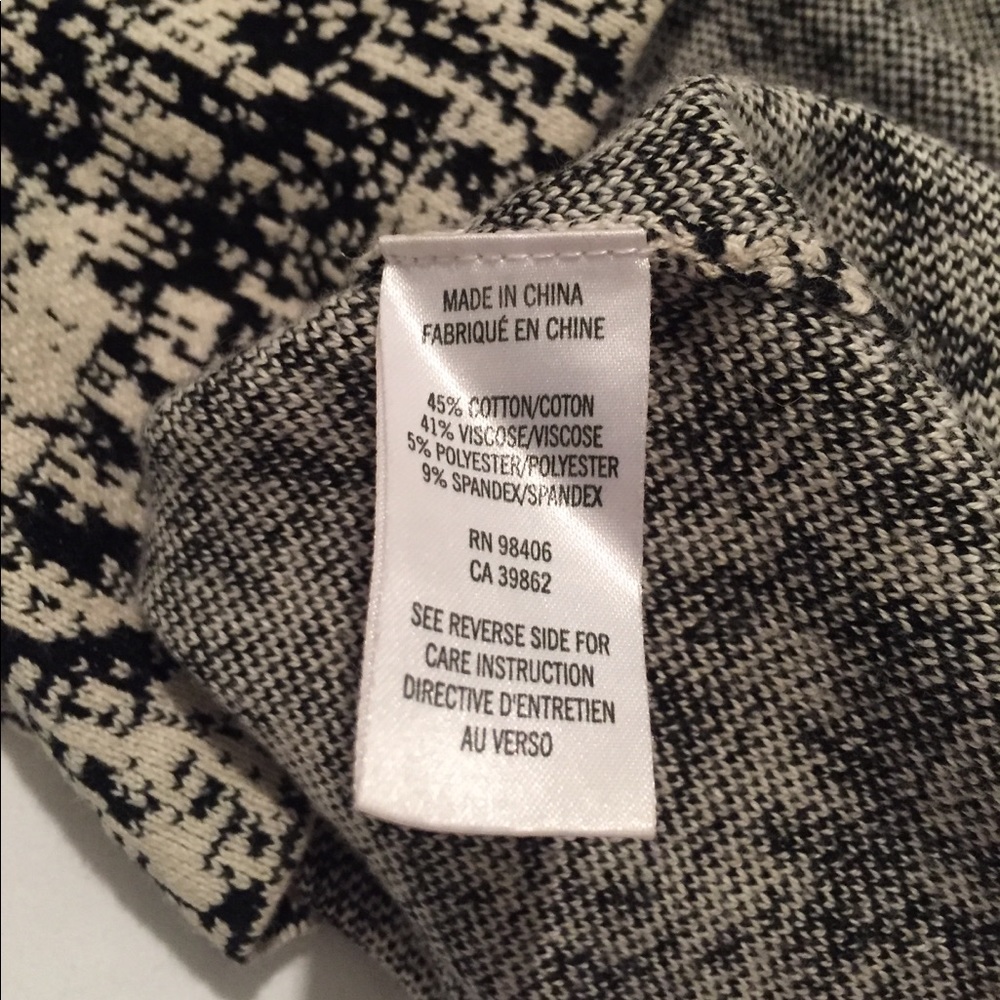 MADE IN CHINA
FABRIQUÉ EN CHINE
45% COTTON/COTON
41% VISCOSE/VISCOSE
5% POLYESTER/POLYESTER
9% SPANDEX/SPANDEX
RN 98406
CA 39862
SEE REVERSE SIDE FOR
CARE INSTRUCTION
DIRECTIVE D'ENTRETIEN
AU VERSO